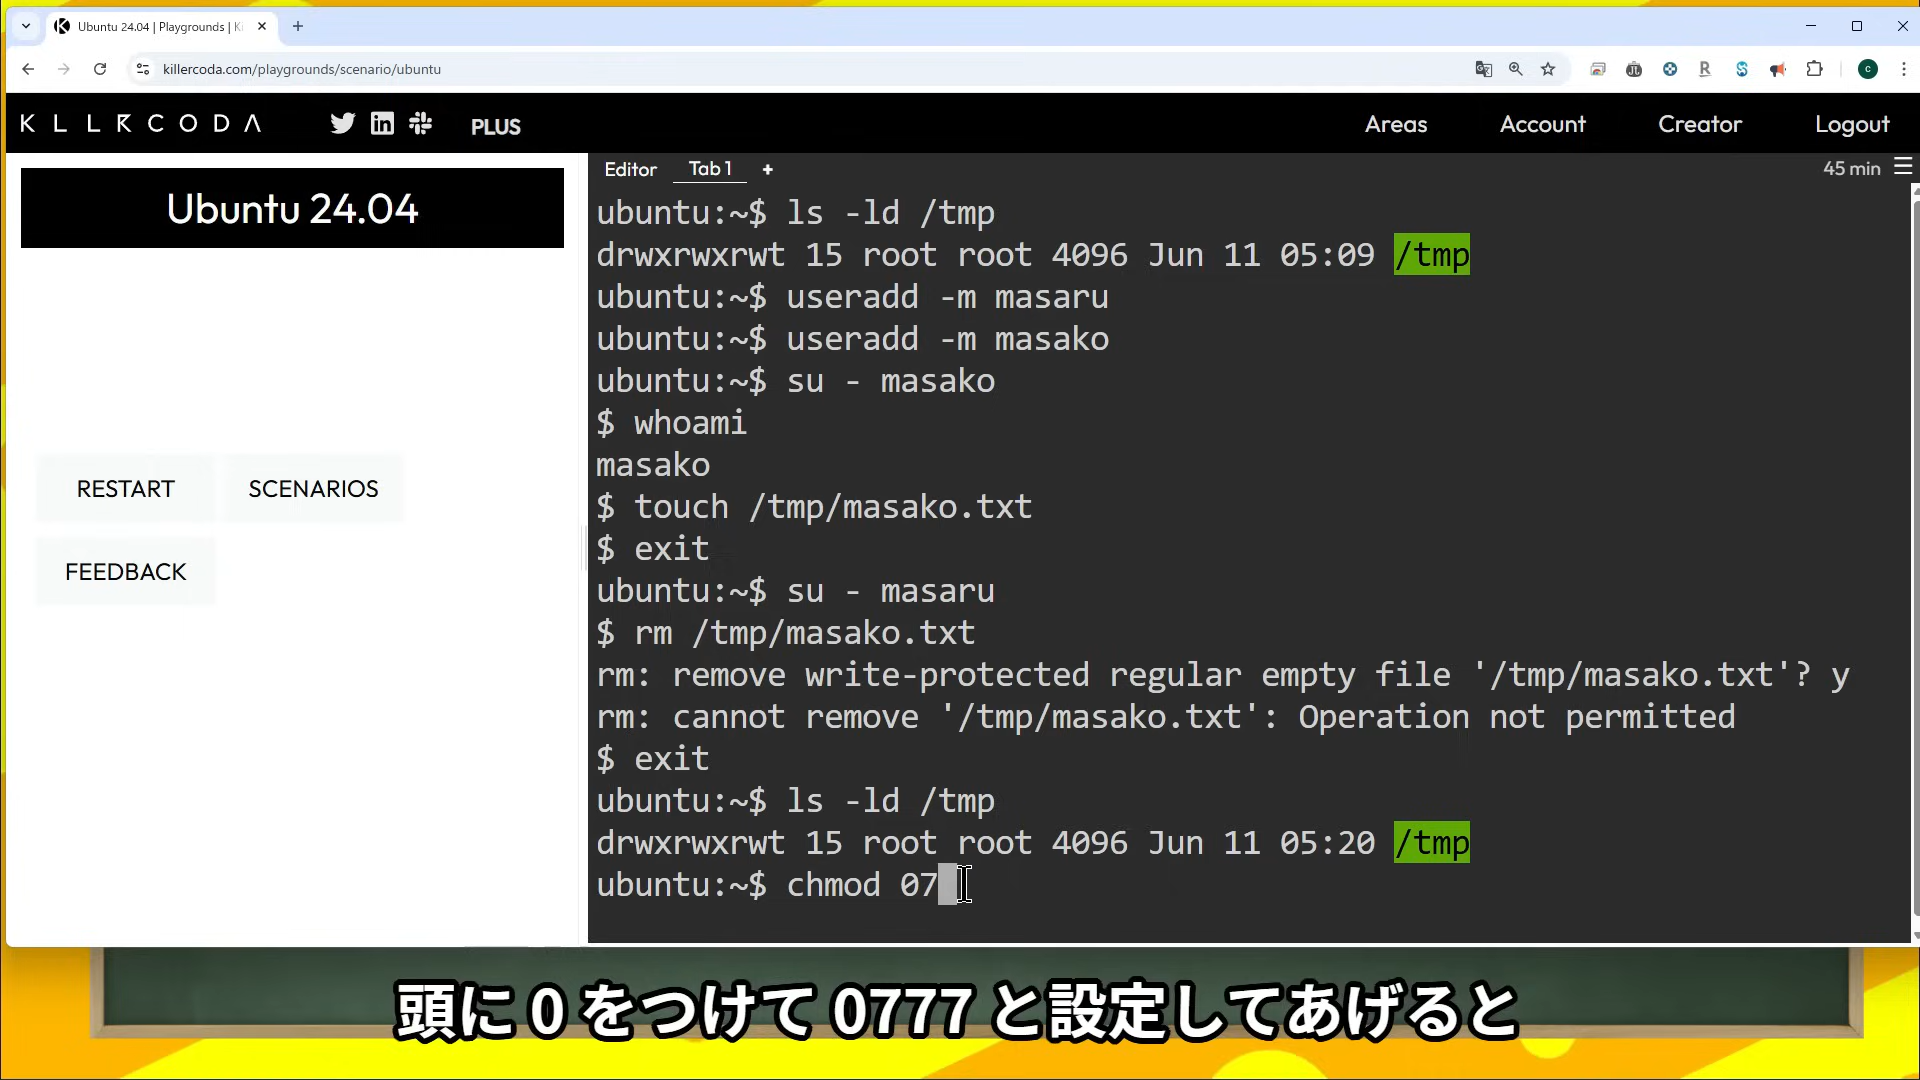 Ubuntu 24.04 | Playgrounds | K
killercoda.com/playgrounds/scenario/ubuntu
KLLRCODA
PLUS
Areas
Account
Creator
Logout
Ubuntu 24.04
RESTART
SCENARIOS
FEEDBACK
Editor
Tab 1
+
45 min
ubuntu:~$ ls -ld /tmp
drwxrwxrwt 15 root root 4096 Jun 11 05:09 /tmp
ubuntu:~$ useradd -m masaru
ubuntu:~$ useradd -m masako
ubuntu:~$ su - masako
$ whoami
masako
$ touch /tmp/masako.txt
$ exit
ubuntu:~$ su - masaru
$ rm /tmp/masako.txt
rm: remove write-protected regular empty file '/tmp/masako.txt'? y
rm: cannot remove '/tmp/masako.txt': Operation not permitted
$ exit
ubuntu:~$ ls -ld /tmp
drwxrwxrwt 15 root root 4096 Jun 11 05:20 /tmp
ubuntu:~$ chmod 07
頭に 0 をつけて 0777 と設定してあげると